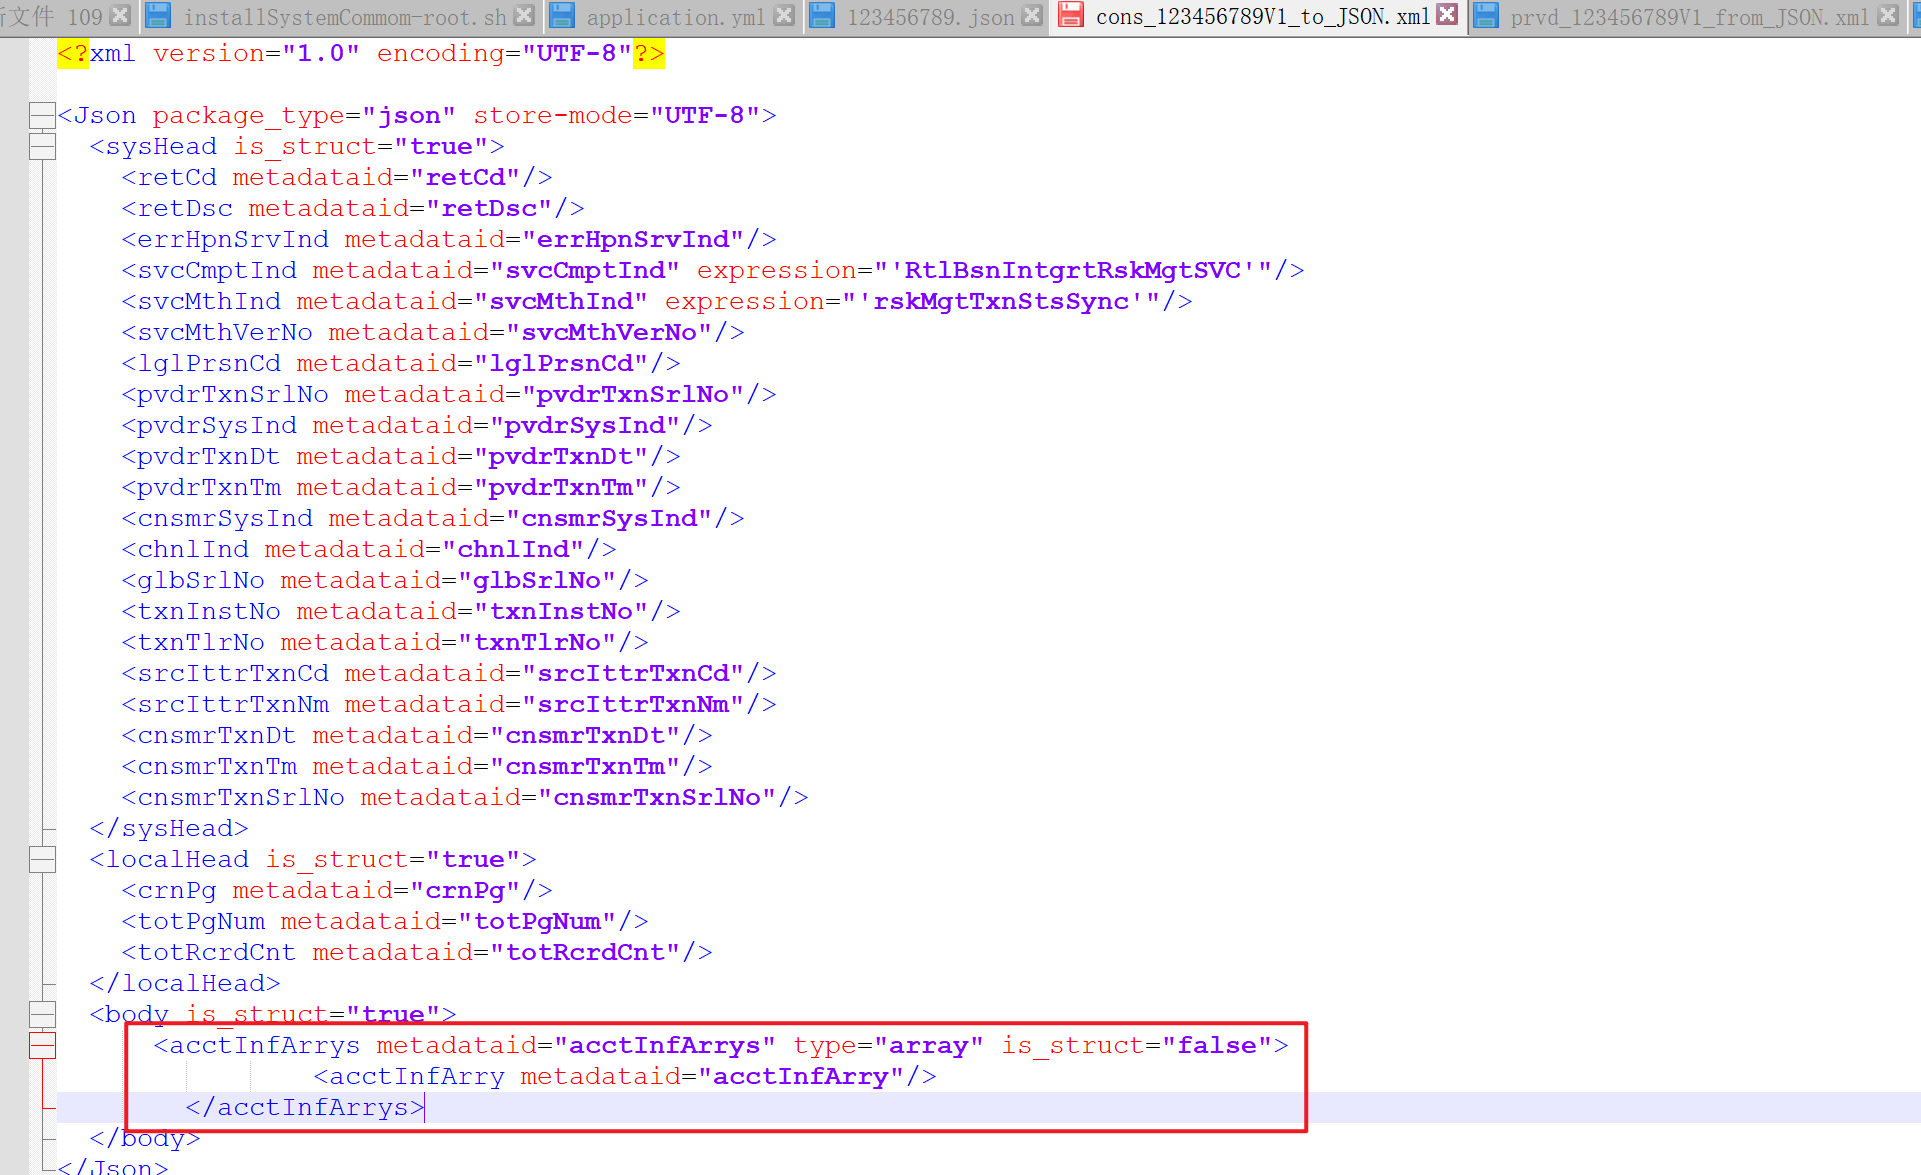 新文件 109 installSystemCommom-root.sh application.yml 123456789.json cons_123456789V1_to_JSON.xml prvd_123456789V1_from_JSON.xml
<?xml version="1.0" encoding="UTF-8"?>
<Json package_type="json" store-mode="UTF-8">
<sysHead is_struct="true">
<retCd metadataid="retCd"/>
<retDsc metadataid="retDsc"/>
<errHpnSrvInd metadataid="errHpnSrvInd"/>
<svcCmptInd metadataid="svcCmptInd" expression="'RtlBsnIntgrtRskMgtSVC'"/>
<svcMthInd metadataid="svcMthInd" expression="'rskMgtTxnStsSync'"/>
<svcMthVerNo metadataid="svcMthVerNo"/>
<lglPrsnCd metadataid="lglPrsnCd"/>
<pvdrTxnSrlNo metadataid="pvdrTxnSrlNo"/>
<pvdrSysInd metadataid="pvdrSysInd"/>
<pvdrTxnDt metadataid="pvdrTxnDt"/>
<pvdrTxnTm metadataid="pvdrTxnTm"/>
<cnsmrSysInd metadataid="cnsmrSysInd"/>
<chnlInd metadataid="chnlInd"/>
<glbSrlNo metadataid="glbSrlNo"/>
<txnInstNo metadataid="txnInstNo"/>
<txnTlrNo metadataid="txnTlrNo"/>
<srcIttrTxnCd metadataid="srcIttrTxnCd"/>
<srcIttrTxnNm metadataid="srcIttrTxnNm"/>
<cnsmrTxnDt metadataid="cnsmrTxnDt"/>
<cnsmrTxnTm metadataid="cnsmrTxnTm"/>
<cnsmrTxnSrlNo metadataid="cnsmrTxnSrlNo"/>
</sysHead>
<localHead is_struct="true">
<crnPg metadataid="crnPg"/>
<totPgNum metadataid="totPgNum"/>
<totRcrdCnt metadataid="totRcrdCnt"/>
</localHead>
<body is_struct="true">
<acctInfArrys metadataid="acctInfArrys" type="array" is_struct="false">
<acctInfArry metadataid="acctInfArry"/>
</acctInfArrys>
</body>
</Json>